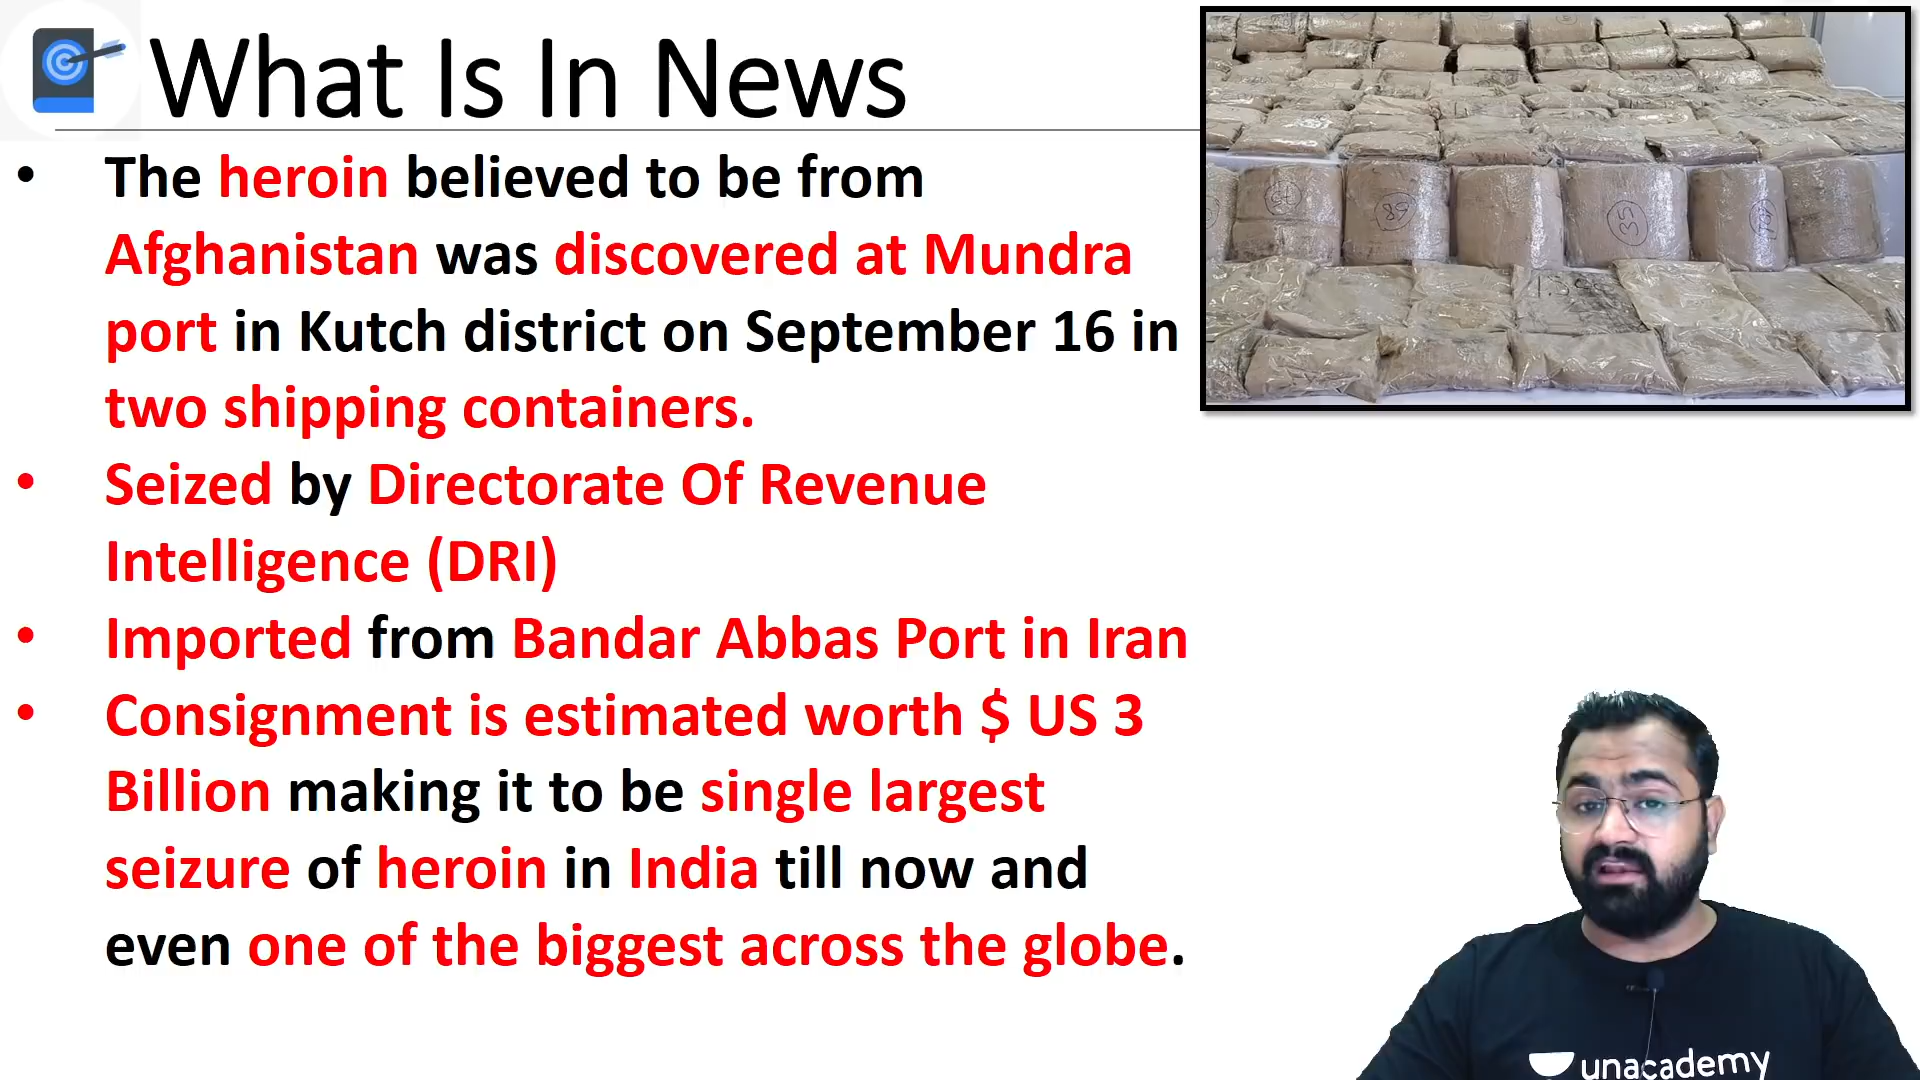 What Is In News
• The heroin believed to be from
Afghanistan was discovered at Mundra
port in Kutch district on September 16 in
two shipping containers.
• Seized by Directorate Of Revenue
Intelligence (DRI)
• Imported from Bandar Abbas Port in Iran
• Consignment is estimated worth $ US 3
Billion making it to be single largest
seizure of heroin in India till now and
even one of the biggest across the globe.
89
35
unacademy